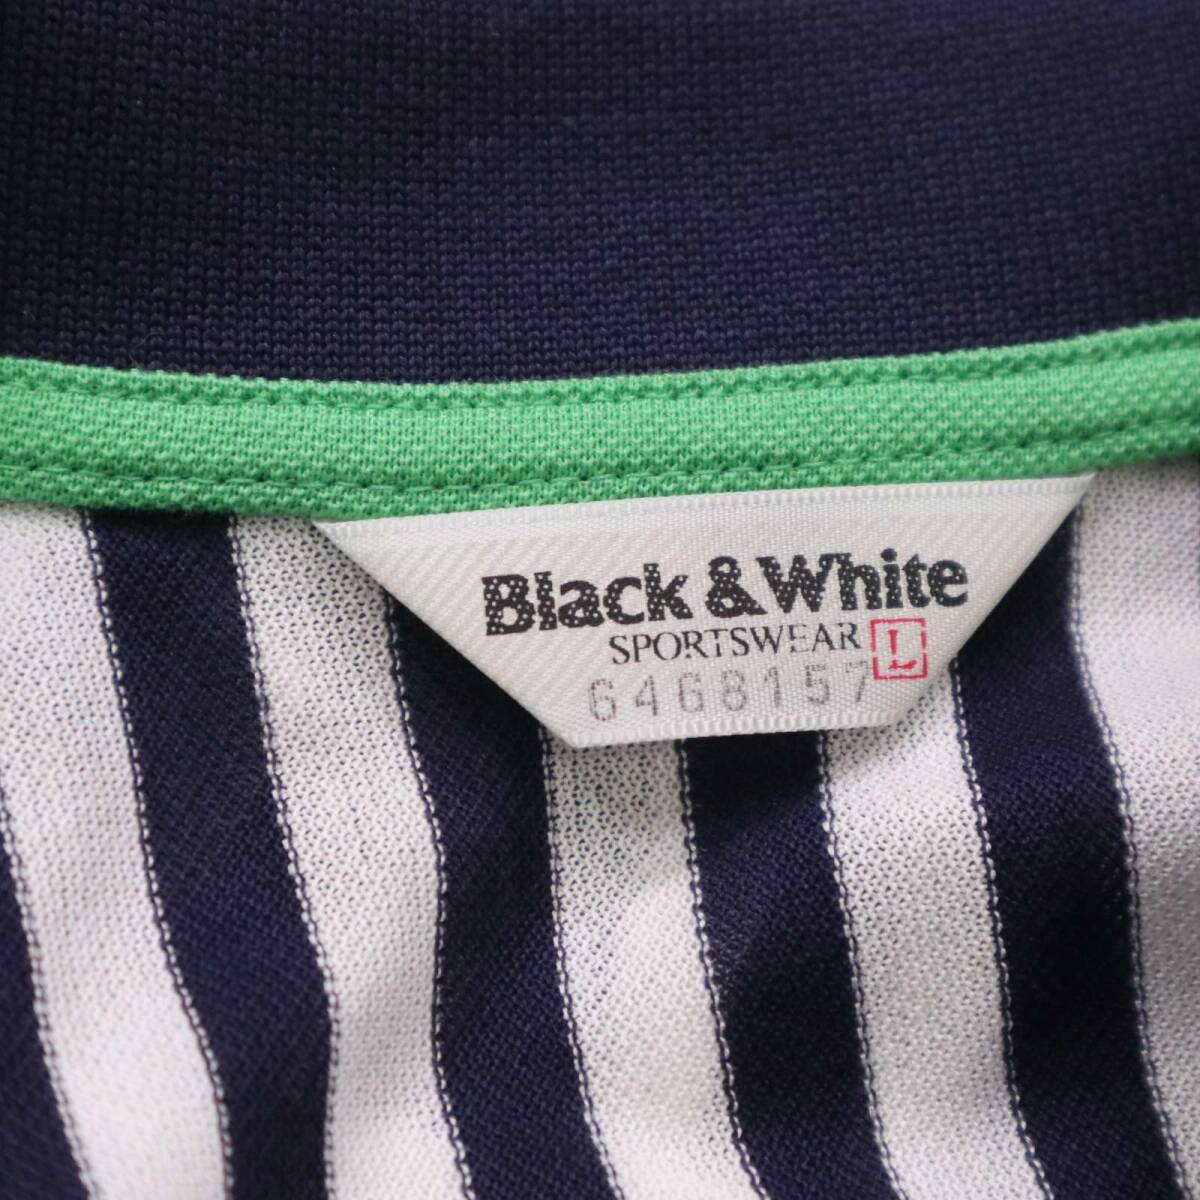 Black & White
SPORTSWEAR L
6468157